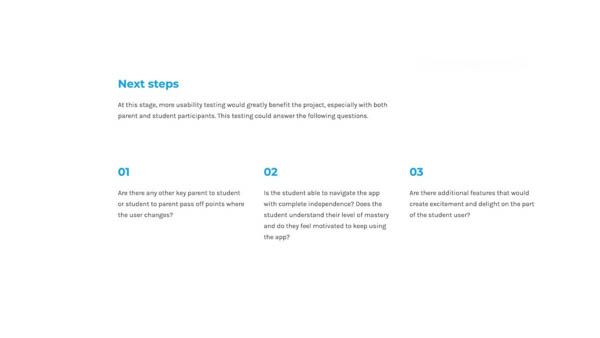 Next steps
At this stage, more usability testing would greatly benefit the project, especially with both
parent and student participants. This testing could answer the following questions.
01
Are there any other key parent to student
or student to parent pass off points where
the user changes?
02
Is the student able to navigate the app
with complete independence? Does the
student understand their level of mastery
and do they feel motivated to keep using
the app?
03
Are there additional features that would
create excitement and delight on the part
of the student user?